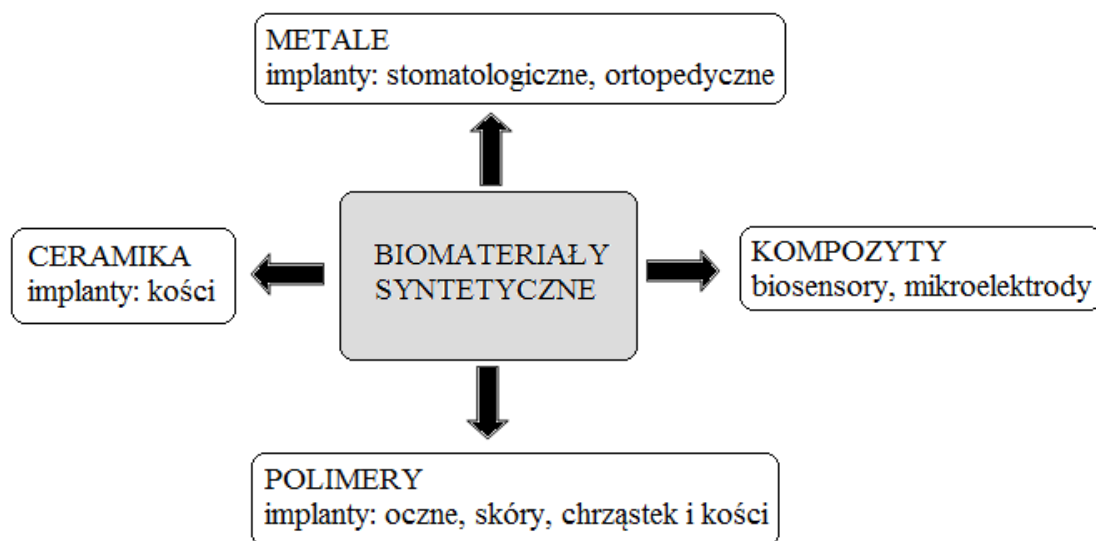 METALE
implanty: stomatologiczne, ortopedyczne
CERAMIKA
implanty: kości
BIOMATERIAŁY
SYNTETYCZNE
KOMPOZYTY
biosensory, mikroelektrody
POLIMERY
implanty: oczne, skóry, chrząstek i kości